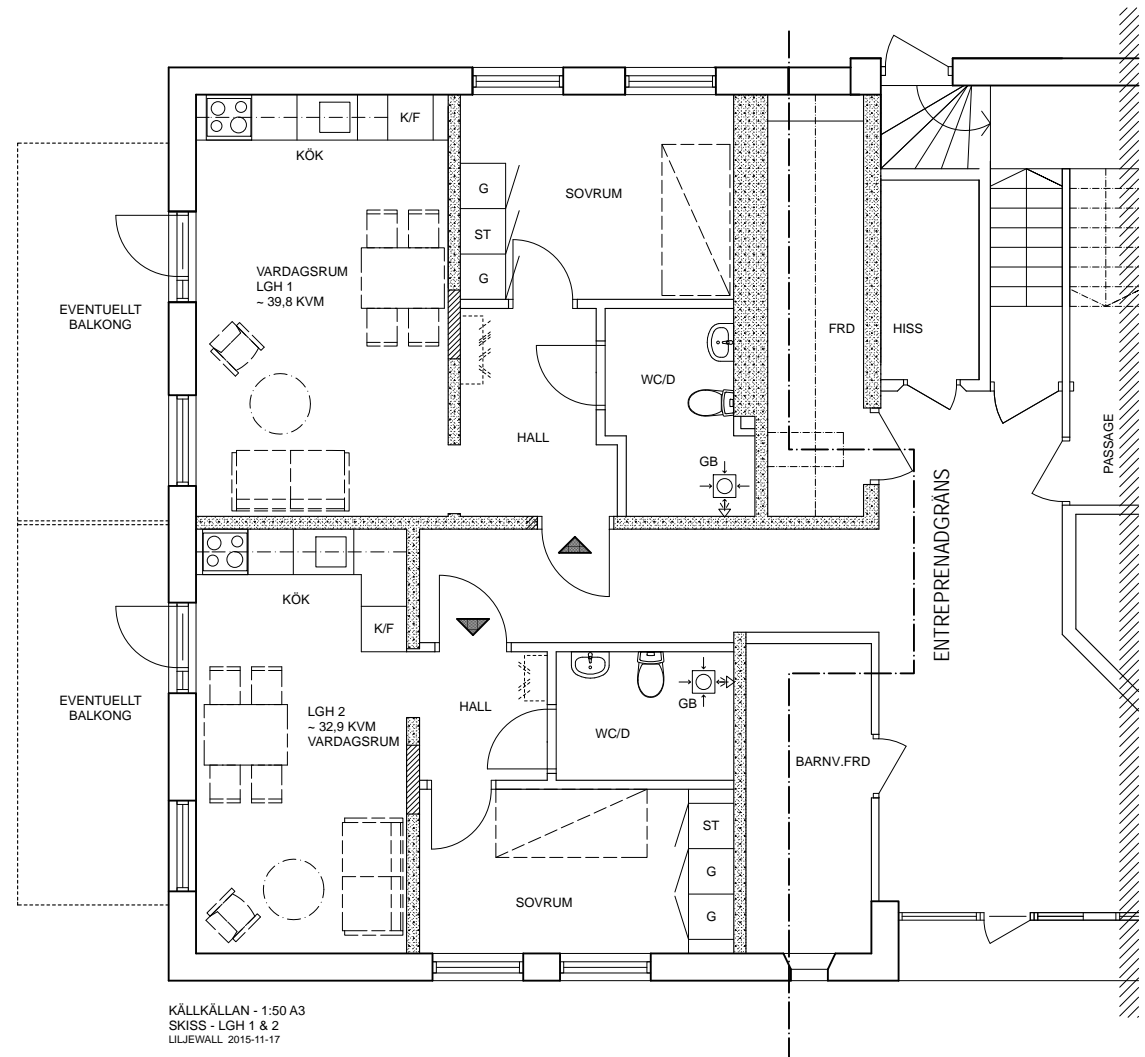 K/F
KÖK
G
SOVRUM
ST
G
VARDAGSRUM
LGH 1
~ 39,8 KVM
EVENTUELLT
BALKONG
FRD
HISS
WC/D
HALL
PASSAGE
GB
ENTREPRENADGRÄNS
KÖK
K/F
EVENTUELLT
BALKONG
LGH 2
~ 32,9 KVM
VARDAGSRUM
HALL
GB
WC/D
BARNV.FRD
ST
G
SOVRUM
G
KÄLLKÄLLAN - 1:50 A3
SKISS - LGH 1 & 2
LILJEWALL 2015-11-17